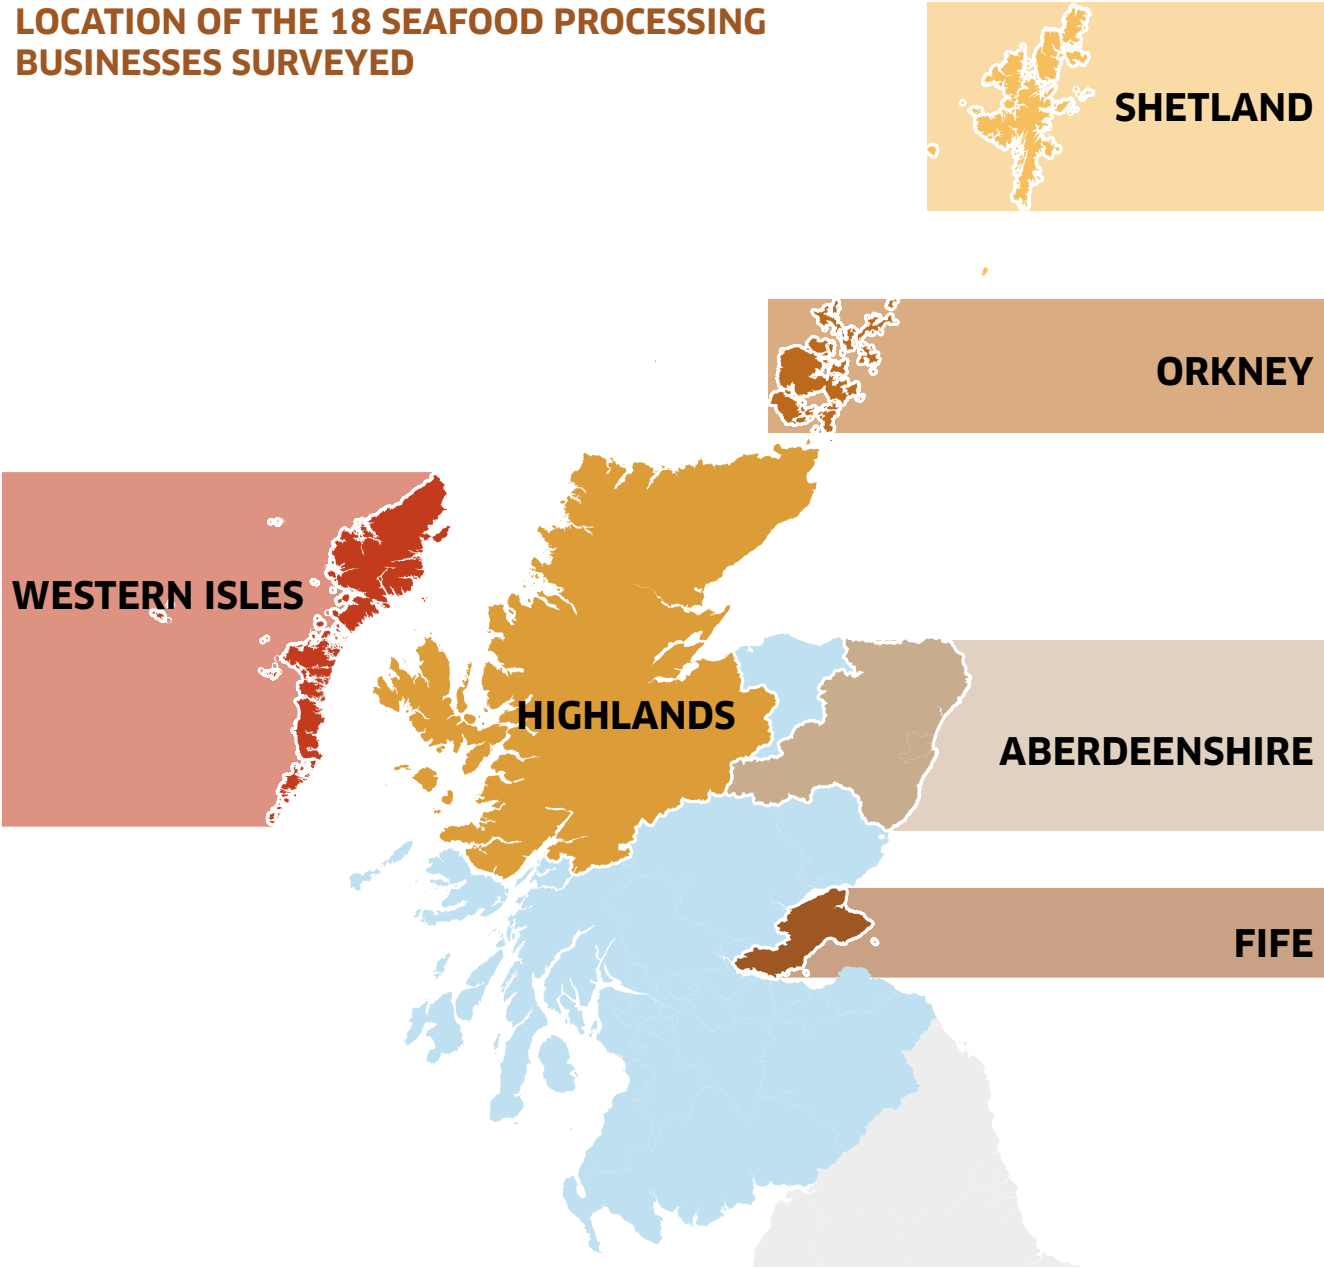 LOCATION OF THE 18 SEAFOOD PROCESSING
BUSINESSES SURVEYED
SHETLAND
ORKNEY
WESTERN ISLES
HIGHLANDS
ABERDEENSHIRE
FIFE